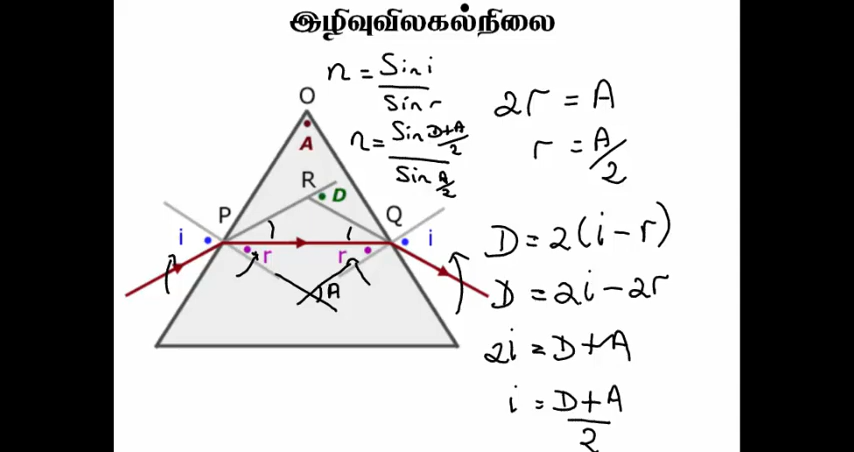 இழிவுவிலகல்நிலை
n = Sin i / Sin r
n = Sin D+A/2 / Sin A/2
O
A
R
D
P
Q
i
r
r
i
A
2r = A
r = A/2
D = 2(i - r)
D = 2i - 2r
2i = D + A
i = D+A / 2